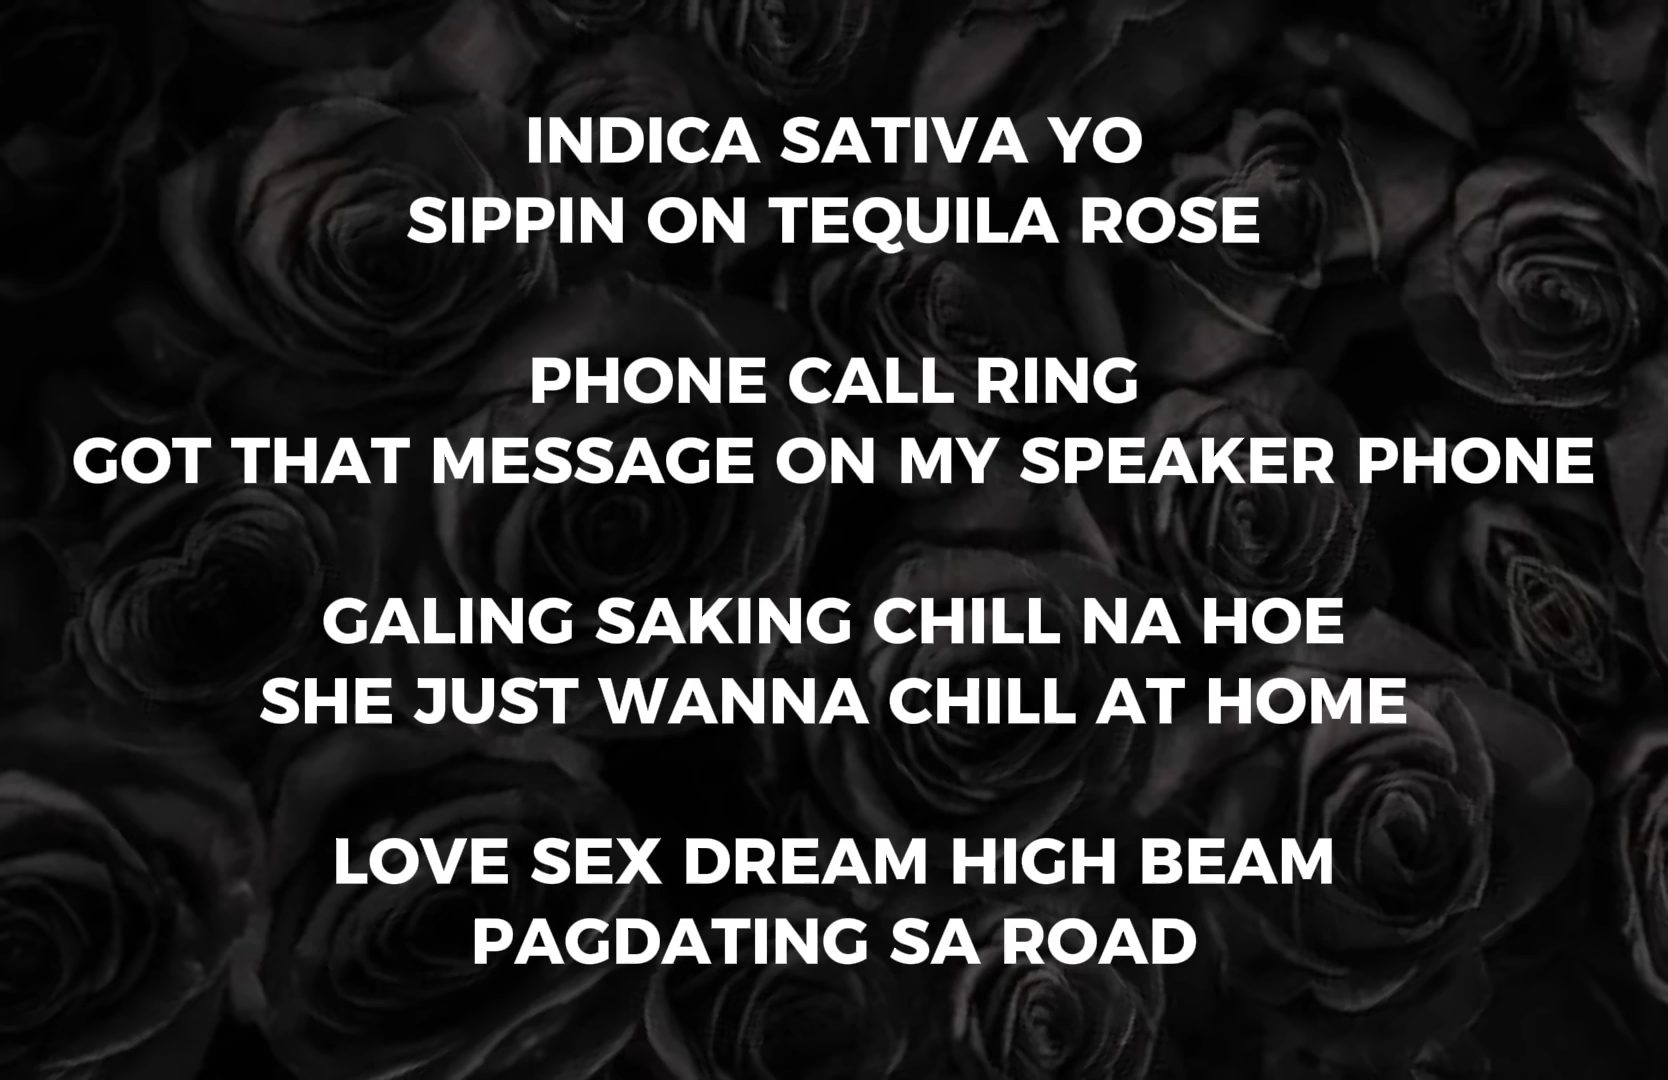 INDICA SATIVA YO
SIPPIN ON TEQUILA ROSE
PHONE CALL RING
GOT THAT MESSAGE ON MY SPEAKER PHONE
GALING SAKING CHILL NA HOE
SHE JUST WANNA CHILL AT HOME
LOVE SEX DREAM HIGH BEAM
PAGDATING SA ROAD